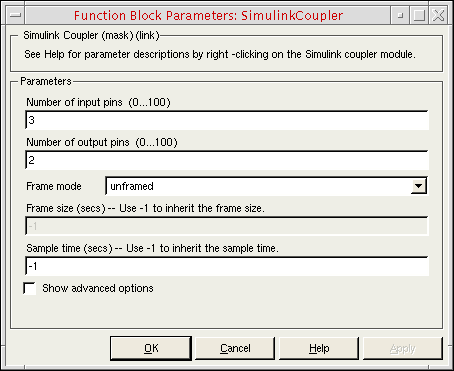 Function Block Parameters: SimulinkCoupler
Simulink Coupler (mask) (link)
See Help for parameter descriptions by right -clicking on the Simulink coupler module.
Parameters
Number of input pins (0...100)
3
Number of output pins (0...100)
2
Frame mode unframed
Frame size (secs) -- Use -1 to inherit the frame size.
-1
Sample time (secs) -- Use -1 to inherit the sample time.
-1
Show advanced options
OK Cancel Help Apply